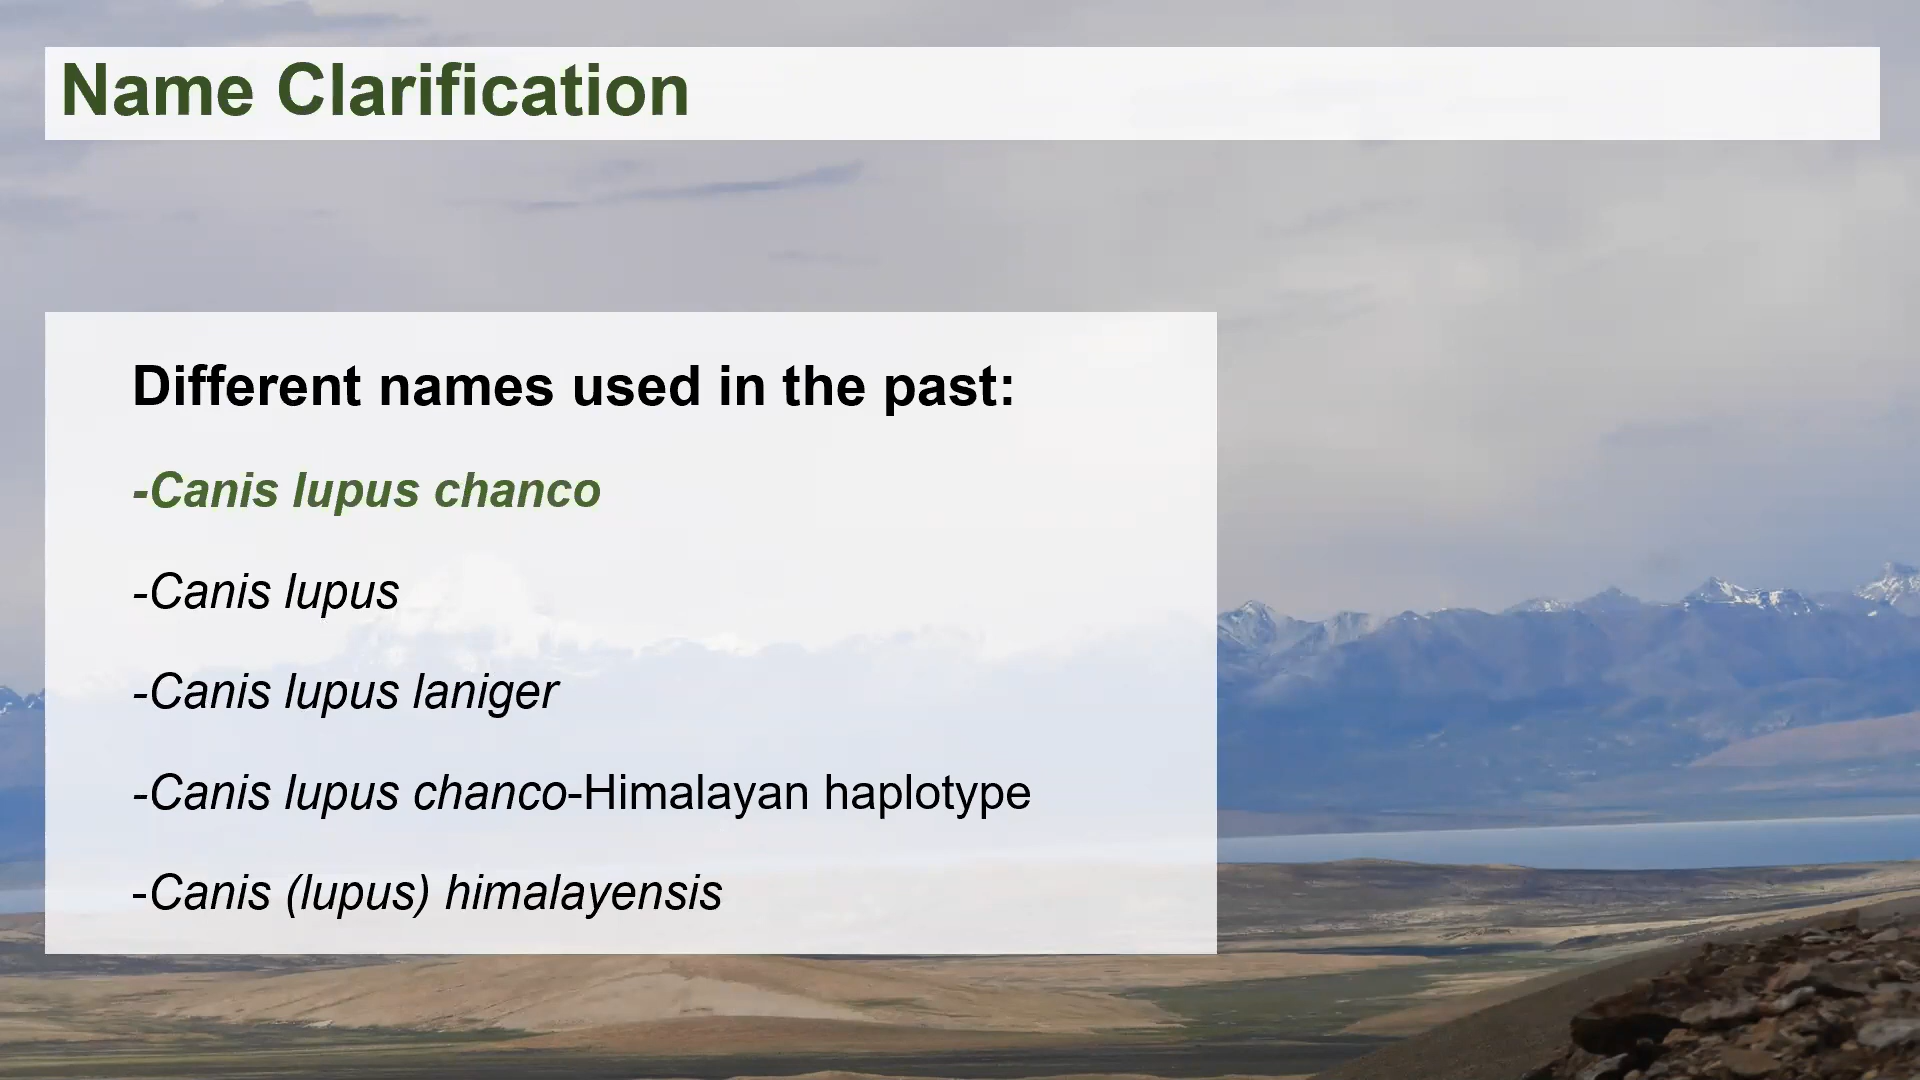 Name Clarification
Different names used in the past:
-Canis lupus chanco
-Canis lupus
-Canis lupus laniger
-Canis lupus chanco-Himalayan haplotype
-Canis (lupus) himalayensis